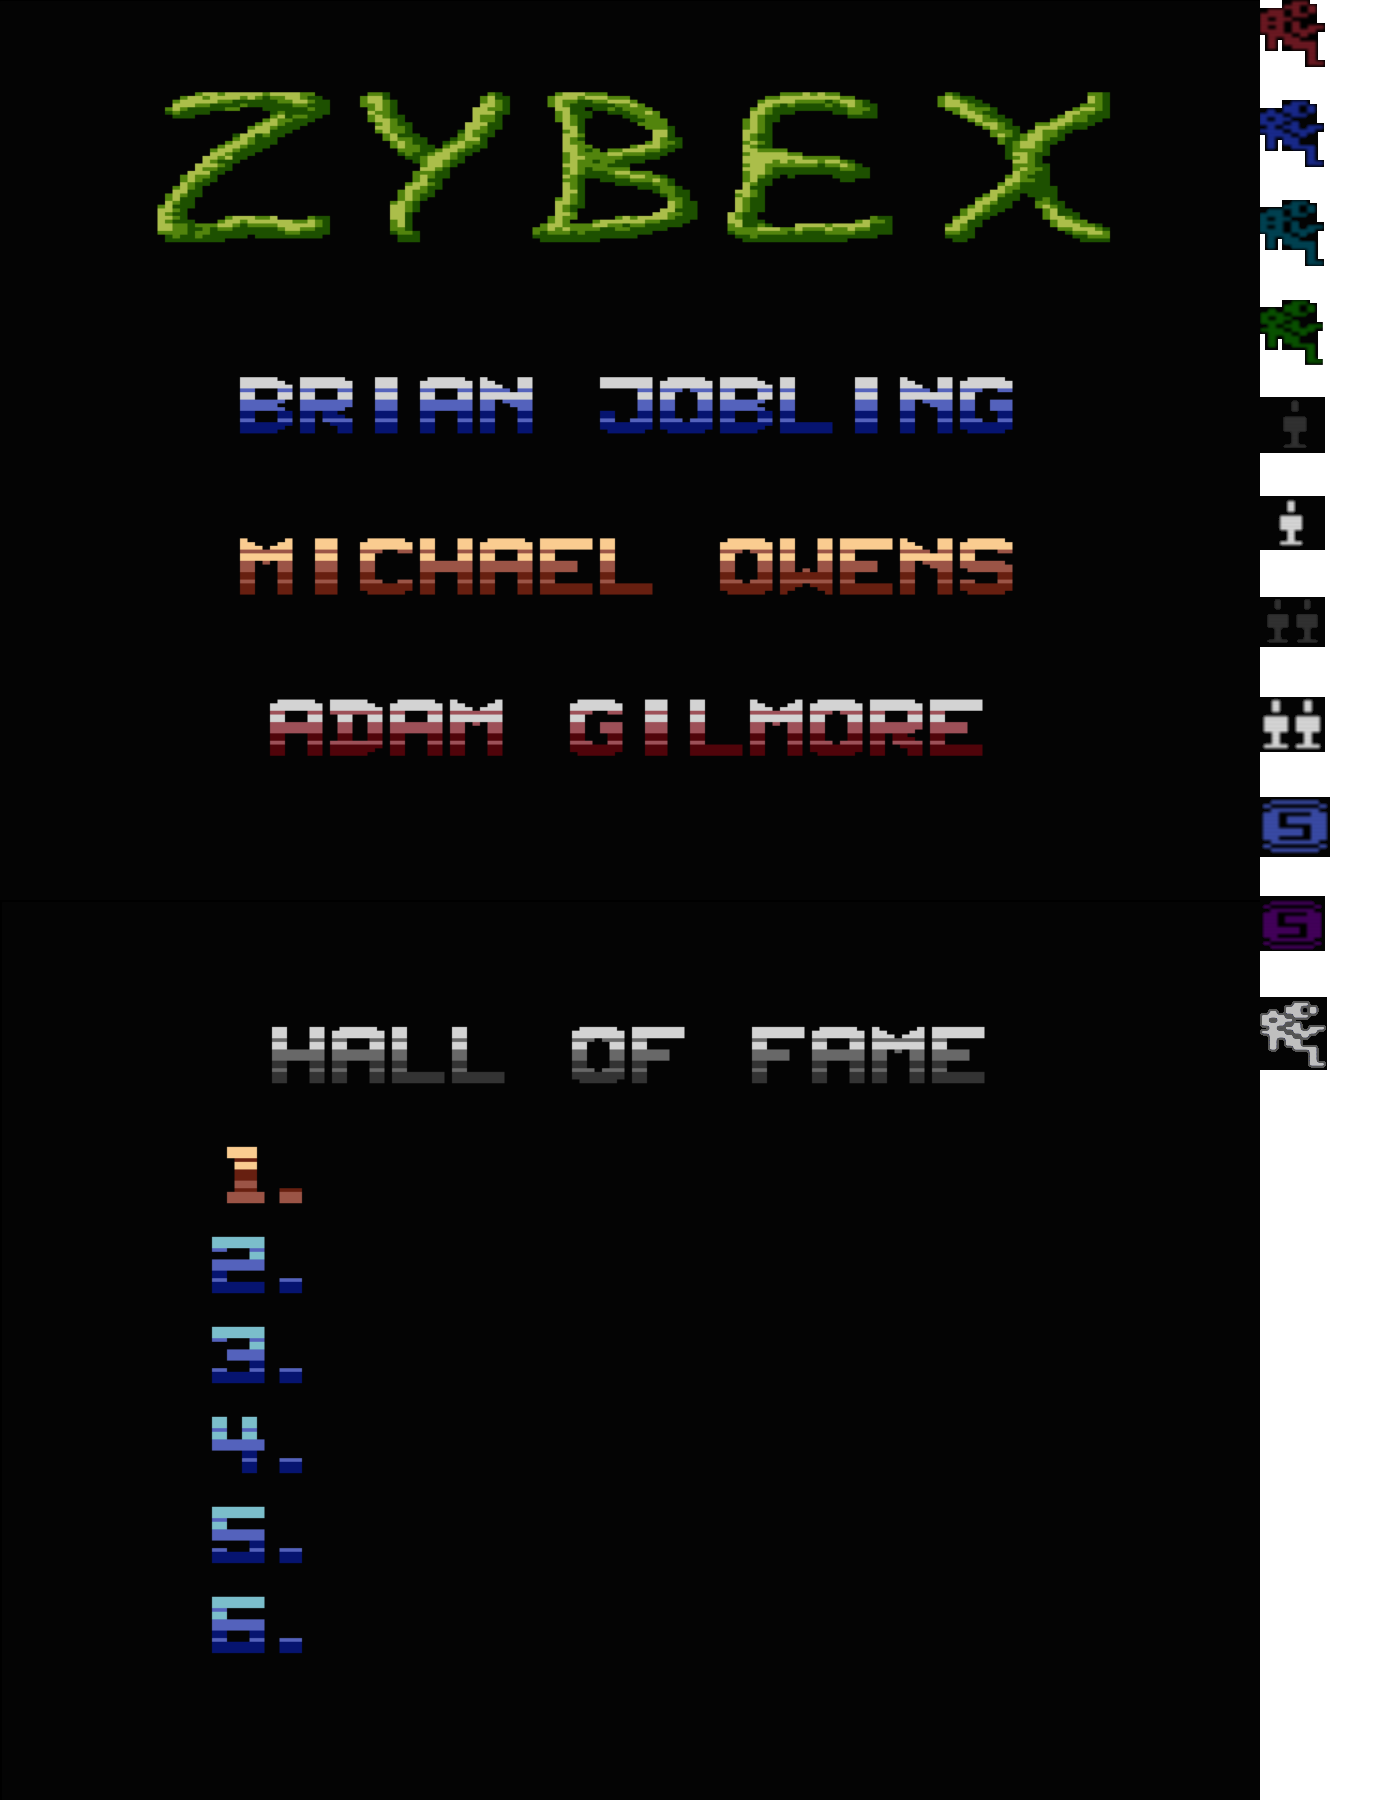 ZYBEX
BRIAN JOBLING
MICHAEL OWENS
ADAM GILMORE
S
S
HALL OF FAME
1.
2.
3.
4.
5.
6.